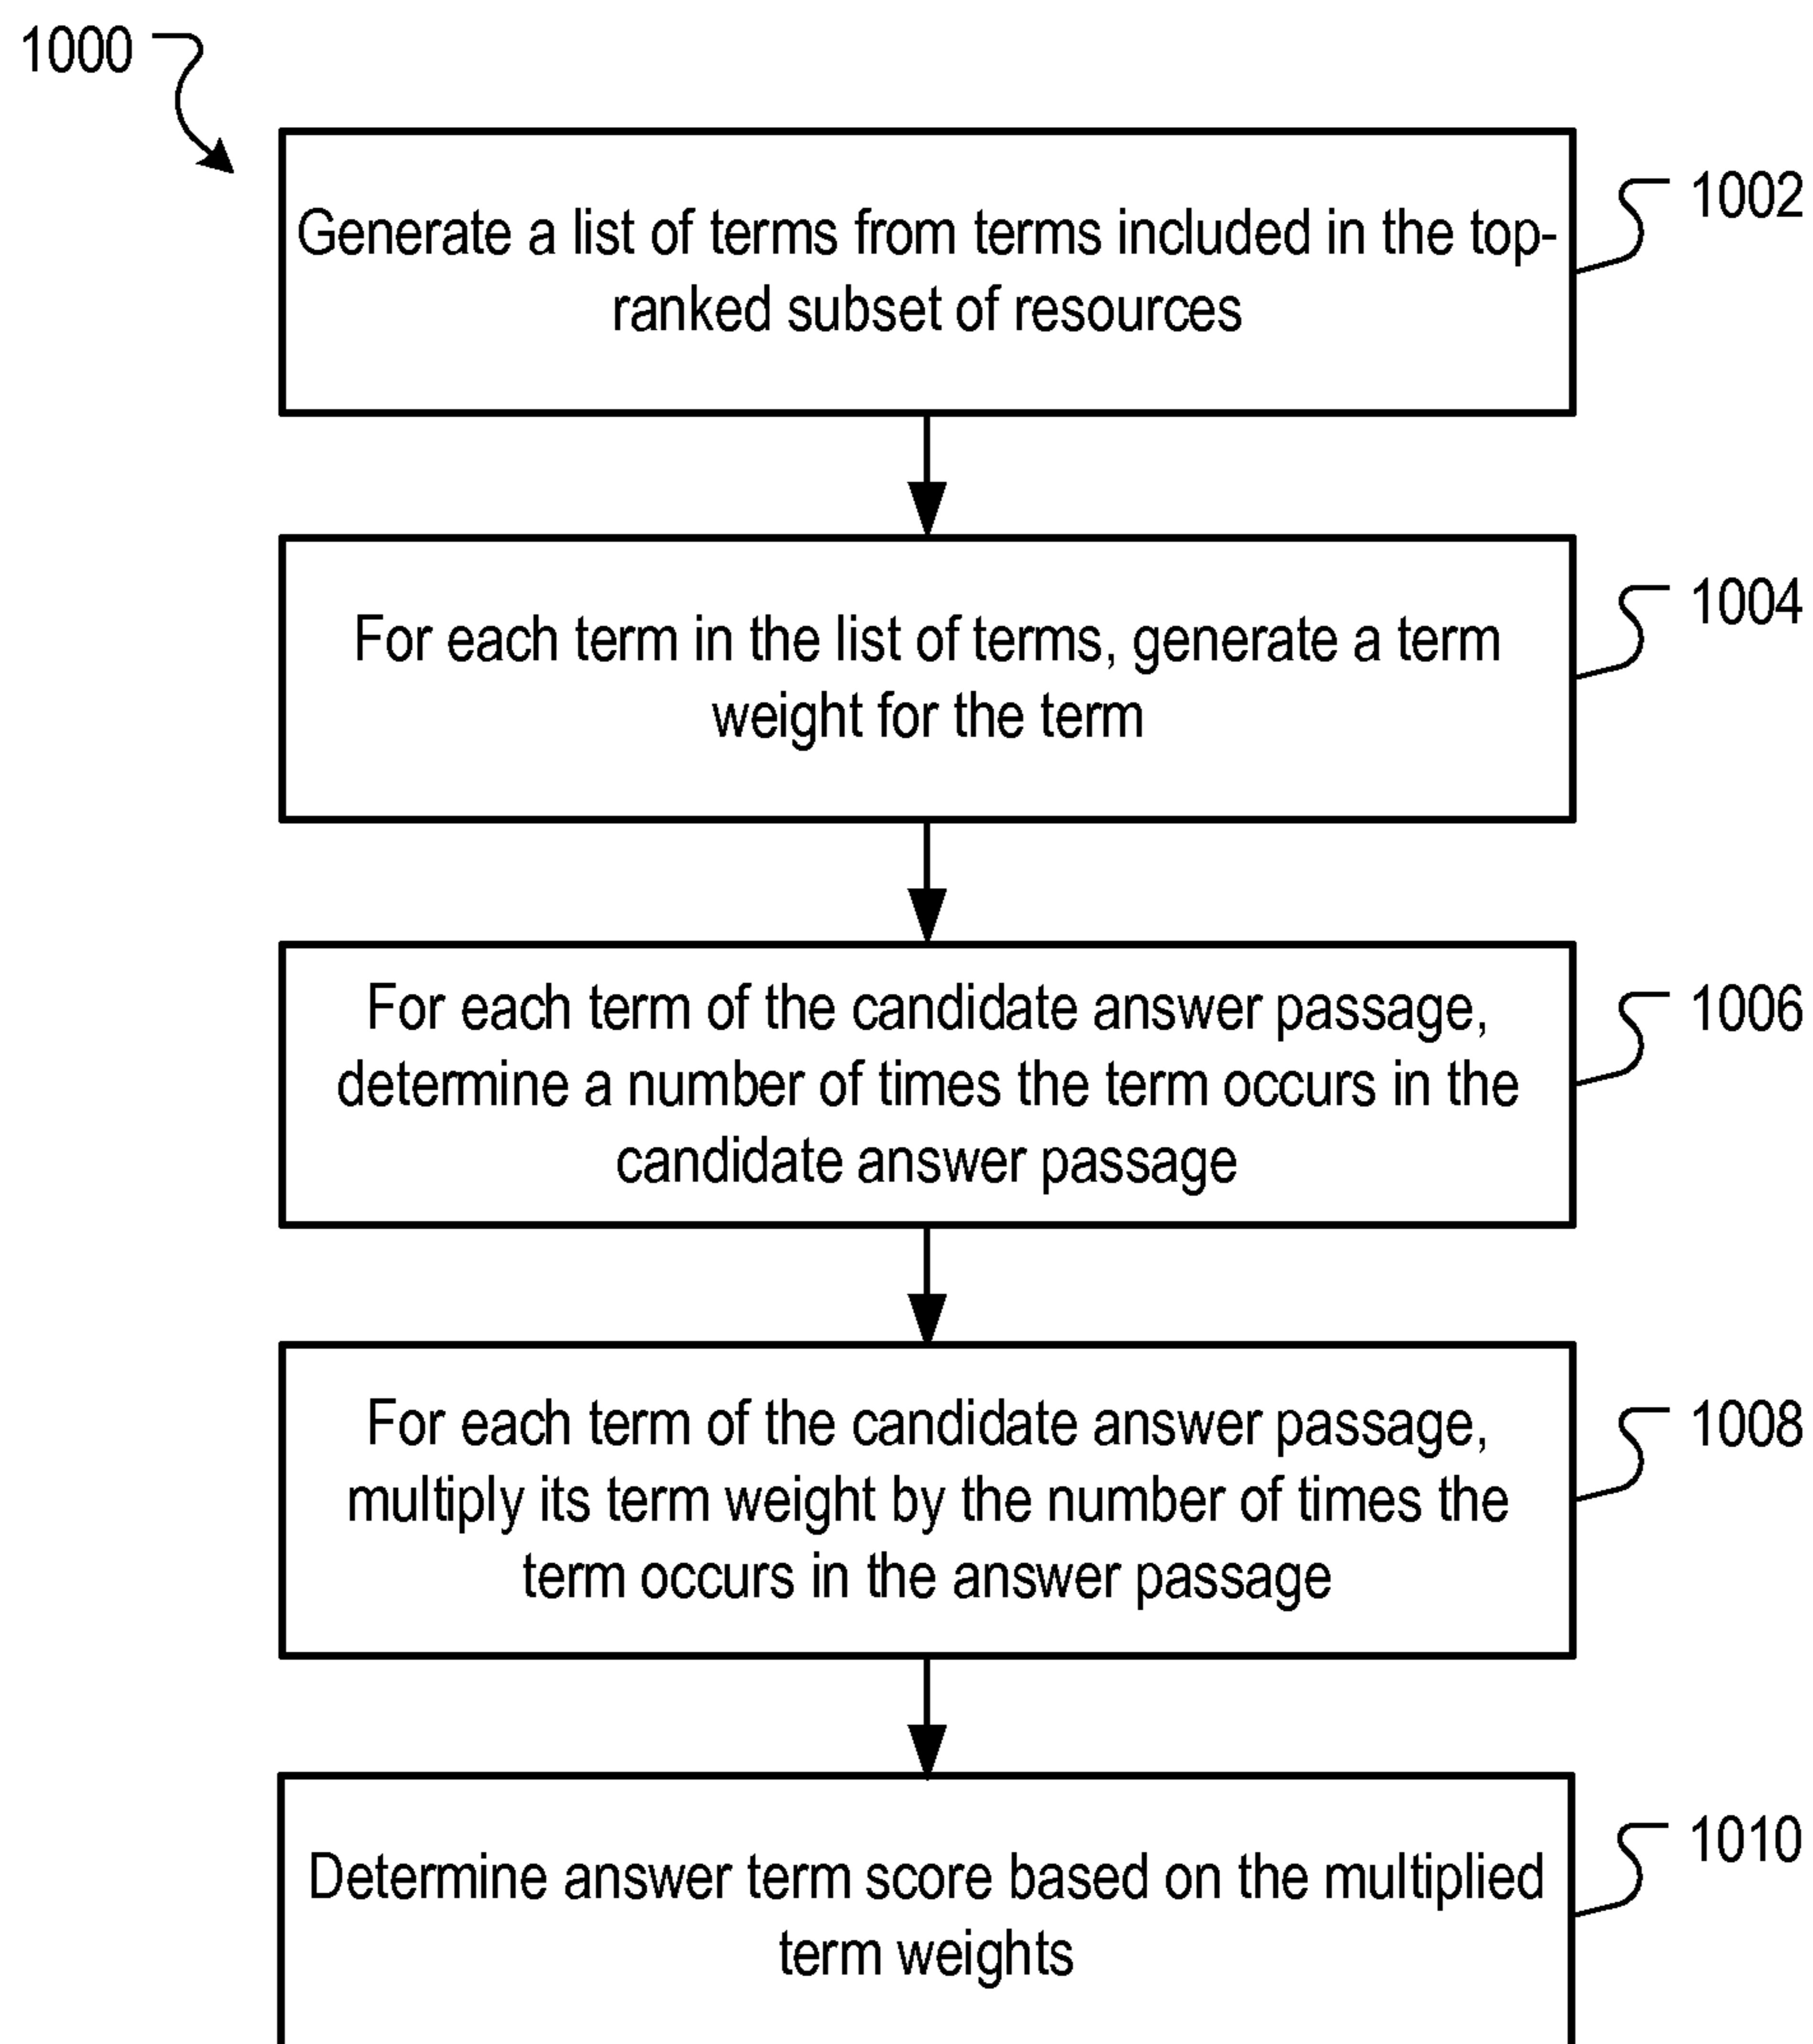 1000
Generate a list of terms from terms included in the top-
ranked subset of resources
1002
For each term in the list of terms, generate a term
weight for the term
1004
For each term of the candidate answer passage,
determine a number of times the term occurs in the
candidate answer passage
1006
For each term of the candidate answer passage,
multiply its term weight by the number of times the
term occurs in the answer passage
1008
Determine answer term score based on the multiplied
term weights
1010